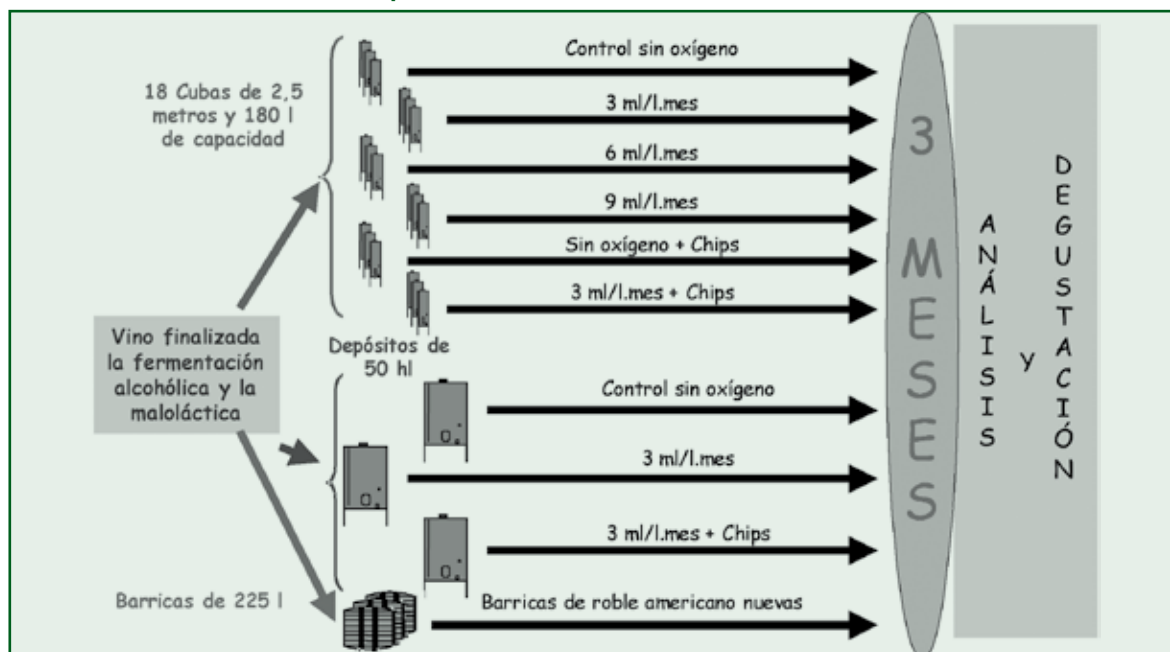 18 Cubas de 2,5
metros y 180 l
de capacidad
Control sin oxígeno
3 ml/l.mes
6 ml/l.mes
9 ml/l.mes
Sin oxígeno + Chips
3 ml/l.mes + Chips
Vino finalizada
la fermentación
alcohólica y la
maloláctica
Depósitos de
50 hl
Control sin oxígeno
3 ml/l.mes
3 ml/l.mes + Chips
Barricas de 225 l
Barricas de roble americano nuevas
3 MESES
ANÁLISIS
Y
DEGUSTACIÓN